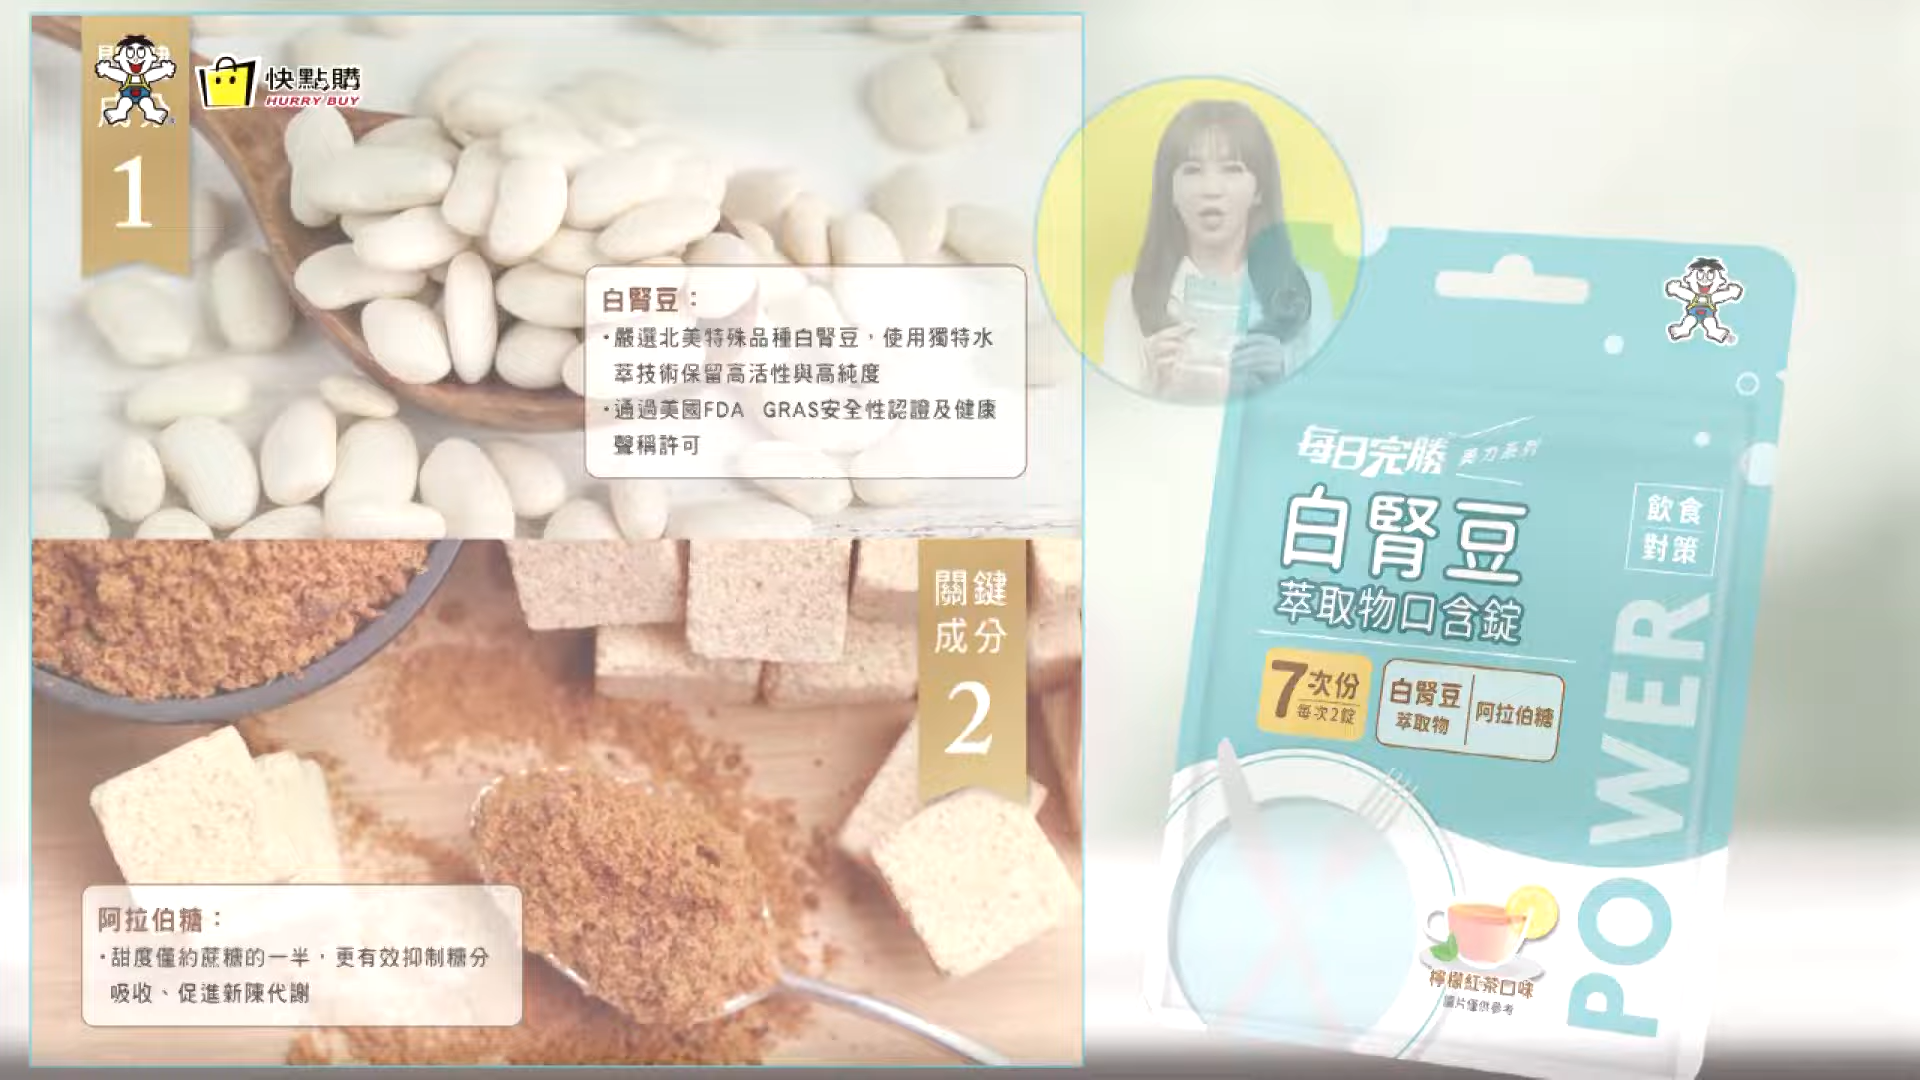 快點購
HURRY BUY
1
白腎豆：
・嚴選北美特殊品種白腎豆，使用獨特水
萃技術保留高活性與高純度
・通過美國FDA GRAS安全性認證及健康
聲稱許可
關鍵
成分
2
阿拉伯糖：
・甜度僅約蔗糖的一半，更有效抑制糖分
吸收、促進新陳代謝
每日完勝
美力系列
白腎豆
萃取物口含錠
飲食
對策
7次份
每次2錠
白腎豆
萃取物
阿拉伯糖
POWER
檸檬紅茶口味
圖片僅供參考